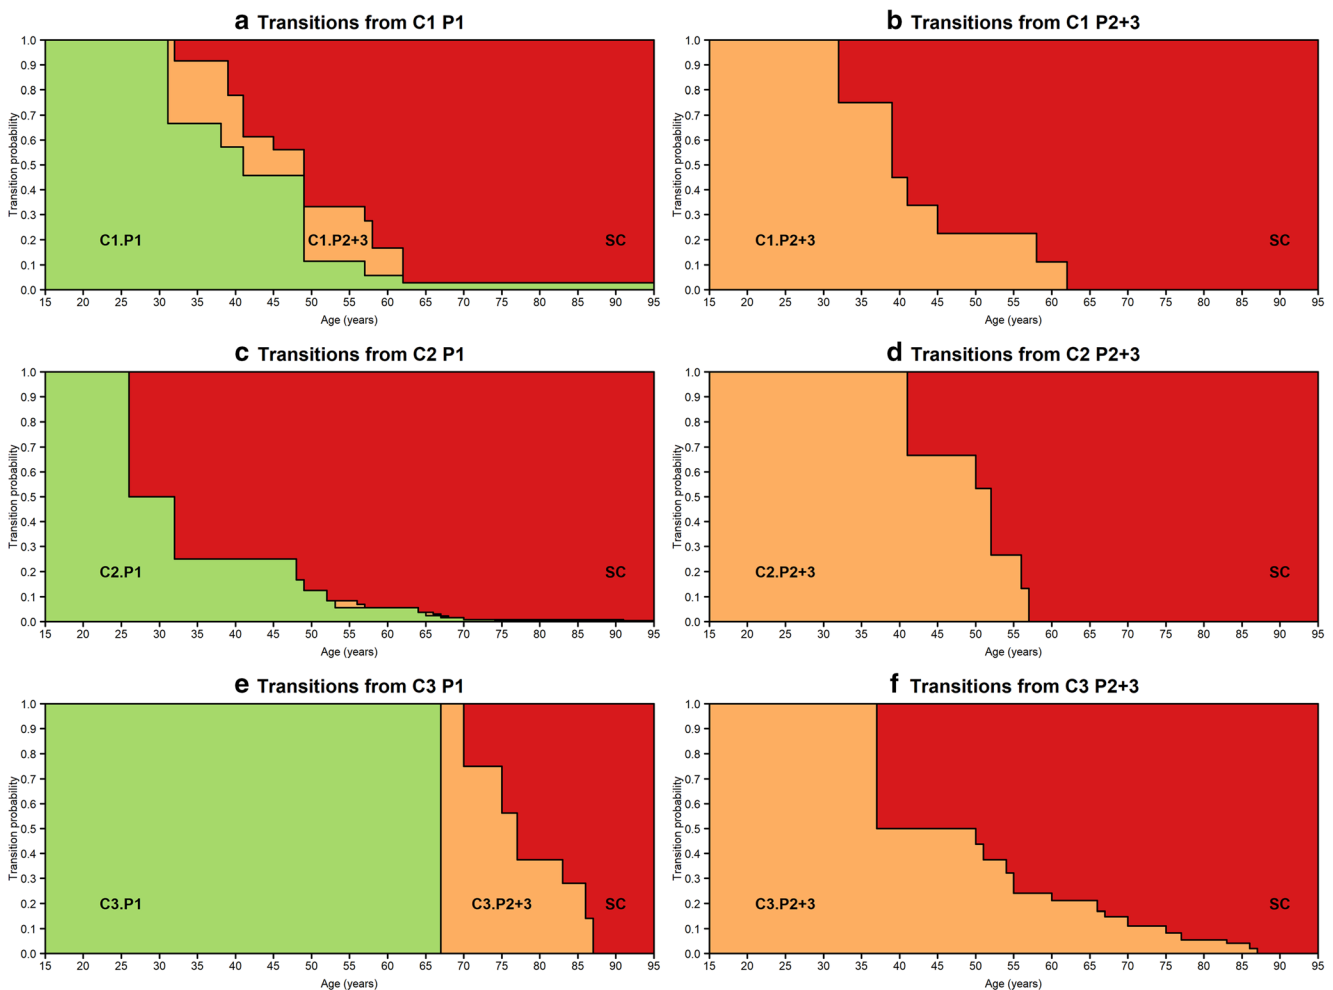 a Transitions from C1 P1
1.0
0.9
0.8
0.7
0.6
0.5
0.4
0.3
0.2
0.1
0.0
Transition probability
C1.P1
C1.P2+3
SC
15 20 25 30 35 40 45 50 55 60 65 70 75 80 85 90 95
Age (years)
b Transitions from C1 P2+3
1.0
0.9
0.8
0.7
0.6
0.5
0.4
0.3
0.2
0.1
0.0
Transition probability
C1.P2+3
SC
15 20 25 30 35 40 45 50 55 60 65 70 75 80 85 90 95
Age (years)
c Transitions from C2 P1
1.0
0.9
0.8
0.7
0.6
0.5
0.4
0.3
0.2
0.1
0.0
Transition probability
C2.P1
SC
15 20 25 30 35 40 45 50 55 60 65 70 75 80 85 90 95
Age (years)
d Transitions from C2 P2+3
1.0
0.9
0.8
0.7
0.6
0.5
0.4
0.3
0.2
0.1
0.0
Transition probability
C2.P2+3
SC
15 20 25 30 35 40 45 50 55 60 65 70 75 80 85 90 95
Age (years)
e Transitions from C3 P1
1.0
0.9
0.8
0.7
0.6
0.5
0.4
0.3
0.2
0.1
0.0
Transition probability
C3.P1
C3.P2+3
SC
15 20 25 30 35 40 45 50 55 60 65 70 75 80 85 90 95
Age (years)
f Transitions from C3 P2+3
1.0
0.9
0.8
0.7
0.6
0.5
0.4
0.3
0.2
0.1
0.0
Transition probability
C3.P2+3
SC
15 20 25 30 35 40 45 50 55 60 65 70 75 80 85 90 95
Age (years)